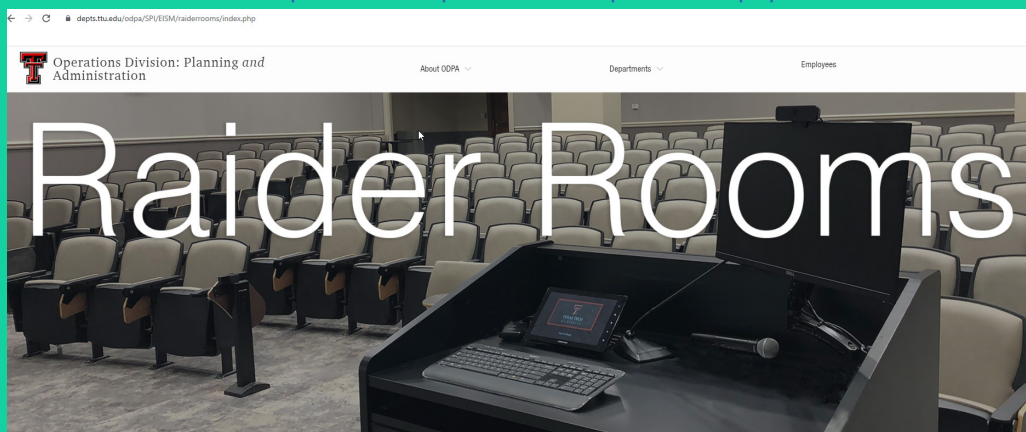 depts.ttu.edu/odpa/SPI/EISM/raiderrooms/index.php
Operations Division: Planning and
Administration
About ODPA
Departments
Employees
Raider Rooms